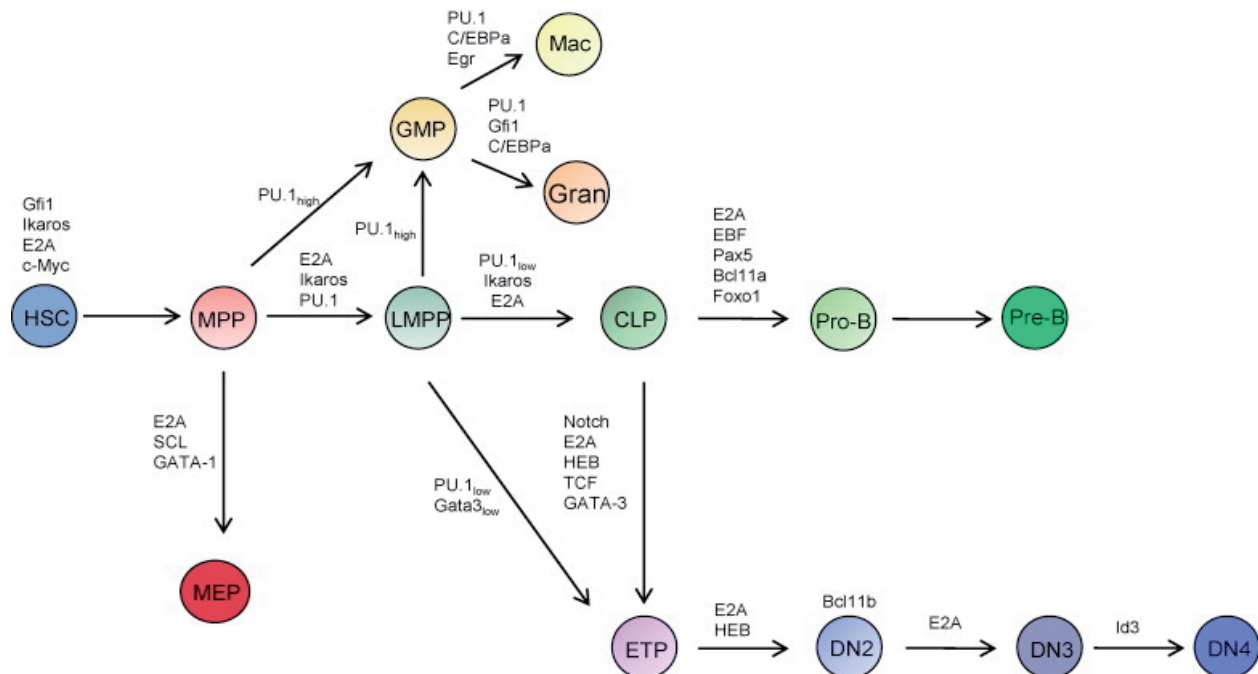 PU.1
C/EBPa
Egr
Mac
PU.1
Gfi1
C/EBPa
GMP
Gran
PU.1high
PU.1high
Gfi1
Ikaros
E2A
c-Myc
E2A
Ikaros
PU.1
PU.1low
Ikaros
E2A
E2A
EBF
Pax5
Bcl11a
Foxo1
HSC
MPP
LMPP
CLP
Pro-B
Pre-B
E2A
SCL
GATA-1
PU.1low
Gata3low
Notch
E2A
HEB
TCF
GATA-3
MEP
ETP
E2A
HEB
Bcl11b
DN2
E2A
DN3
Id3
DN4